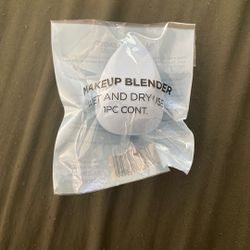 MAKEUP BLENDER
WET AND DRY USE
1PC CONT.